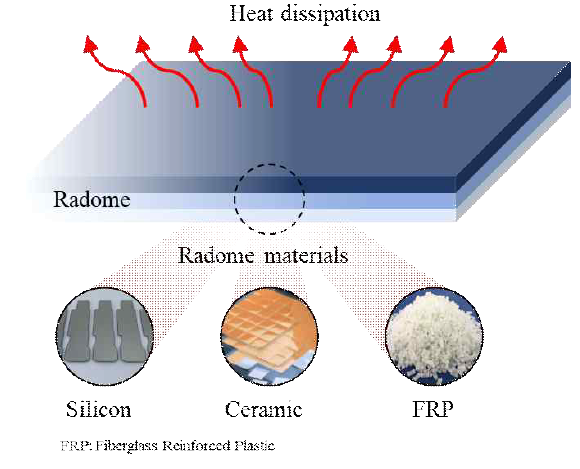 Heat dissipation
Radome
Radome materials
Silicon
Ceramic
FRP
FRP: Fiberglass Reinforced Plastic